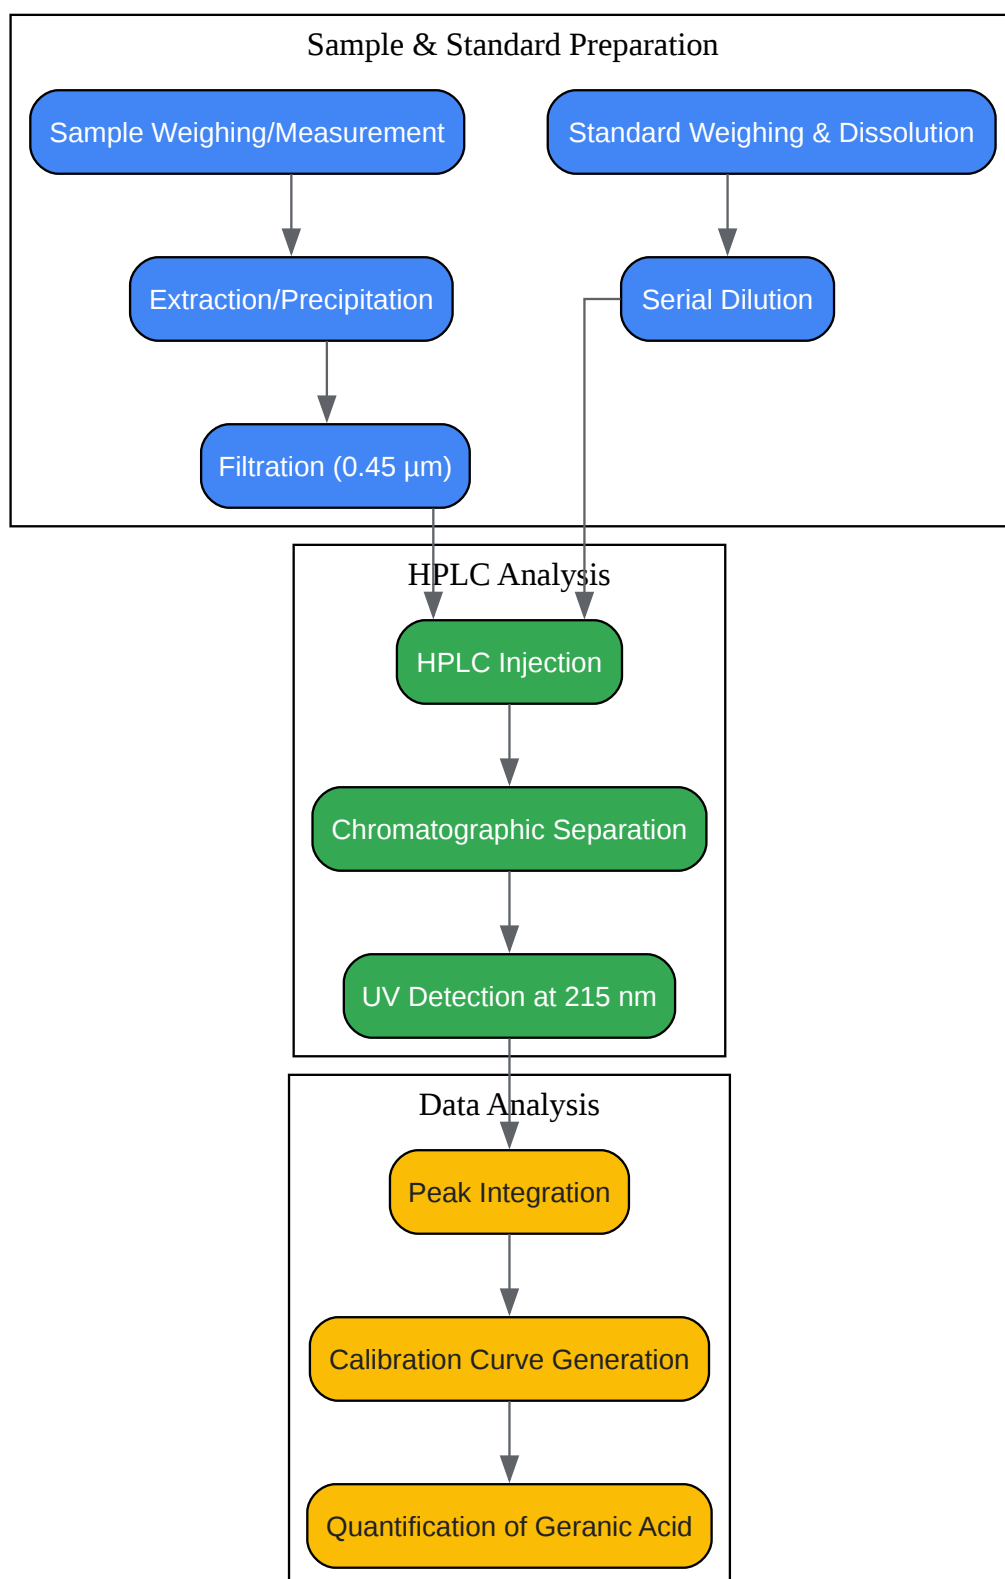 Sample & Standard Preparation
Sample Weighing/Measurement
Standard Weighing & Dissolution
Extraction/Precipitation
Serial Dilution
Filtration (0.45 µm)
HPLC Analysis
HPLC Injection
Chromatographic Separation
UV Detection at 215 nm
Data Analysis
Peak Integration
Calibration Curve Generation
Quantification of Geranic Acid